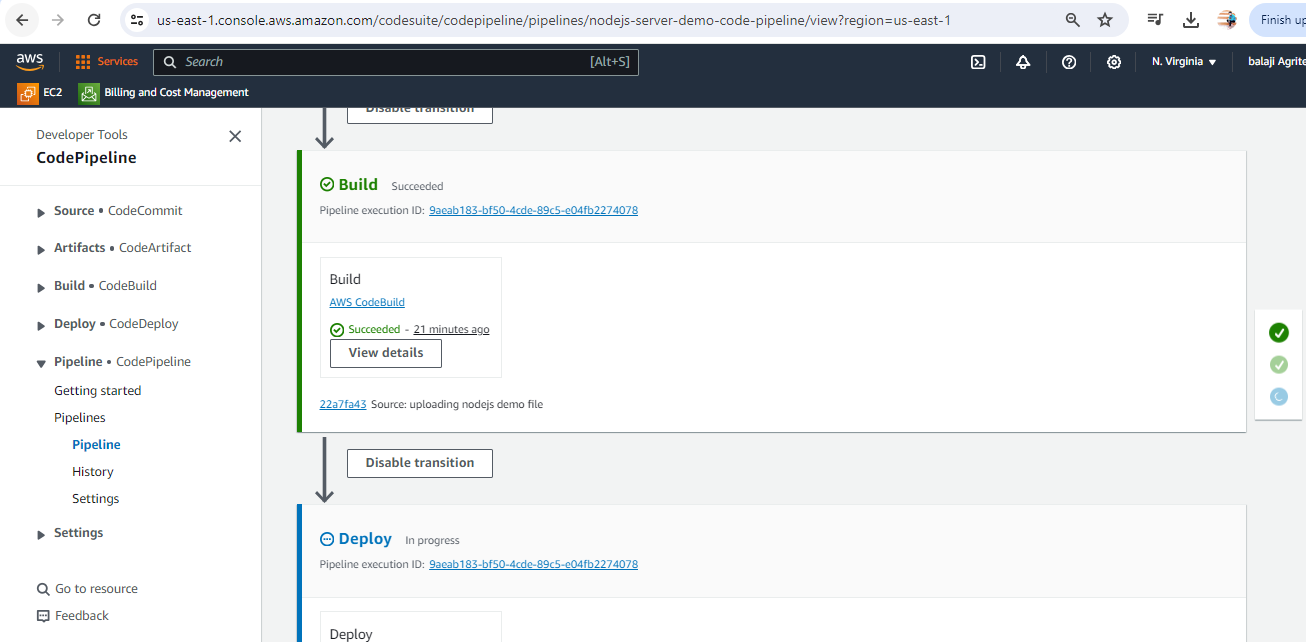 us-east-1.console.aws.amazon.com/codesuite/codepipeline/pipelines/nodejs-server-demo-code-pipeline/view?region=us-east-1
Finish up
aws
Services
Search
[Alt+S]
N. Virginia ▼
balaji Agrite
EC2
Billing and Cost Management
Developer Tools
CodePipeline
Source • CodeCommit
Artifacts • CodeArtifact
Build • CodeBuild
Deploy • CodeDeploy
Pipeline • CodePipeline
Getting started
Pipelines
Pipeline
History
Settings
Settings
Go to resource
Feedback
Disable transition
Build Succeeded
Pipeline execution ID: 9aeab183-bf50-4cde-89c5-e04fb2274078
Build
AWS CodeBuild
Succeeded - 21 minutes ago
View details
22a7fa43 Source: uploading nodejs demo file
Disable transition
Deploy In progress
Pipeline execution ID: 9aeab183-bf50-4cde-89c5-e04fb2274078
Deploy